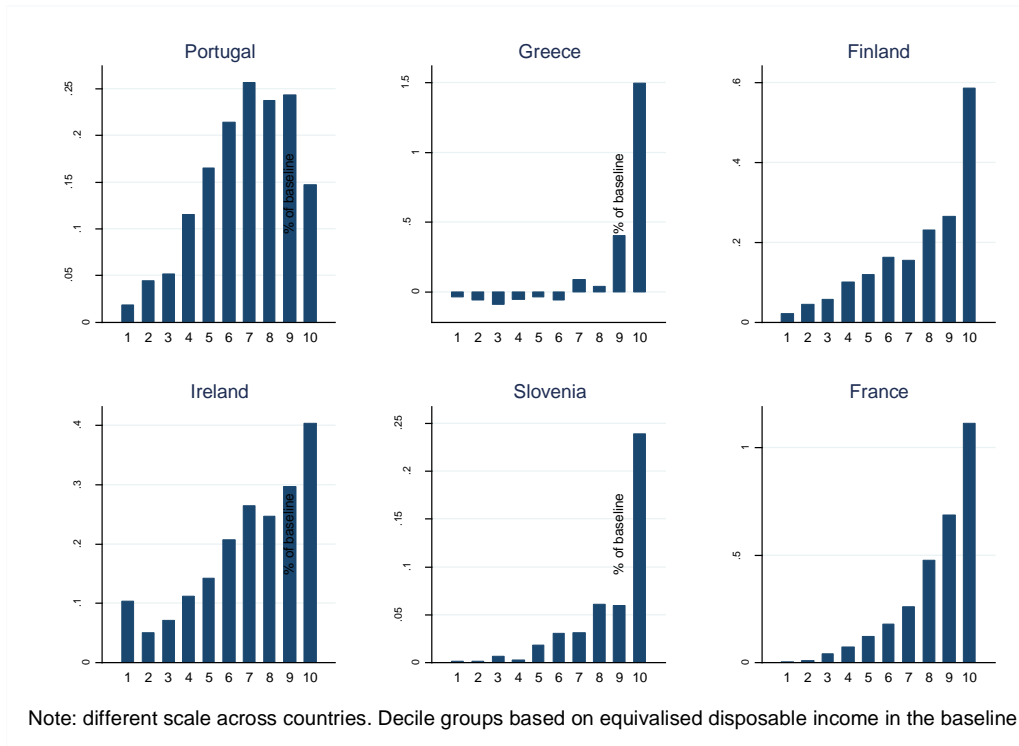 Portugal
.25
.2
.15
.1
.05
0
% of baseline
1 2 3 4 5 6 7 8 9 10
Greece
1.5
1
.5
0
% of baseline
1 2 3 4 5 6 7 8 9 10
Finland
.6
.4
.2
0
1 2 3 4 5 6 7 8 9 10
Ireland
.4
.3
.2
.1
0
% of baseline
1 2 3 4 5 6 7 8 9 10
Slovenia
.25
.2
.15
.1
.05
0
% of baseline
1 2 3 4 5 6 7 8 9 10
France
1
.5
0
1 2 3 4 5 6 7 8 9 10
Note: different scale across countries. Decile groups based on equivalised disposable income in the baseline